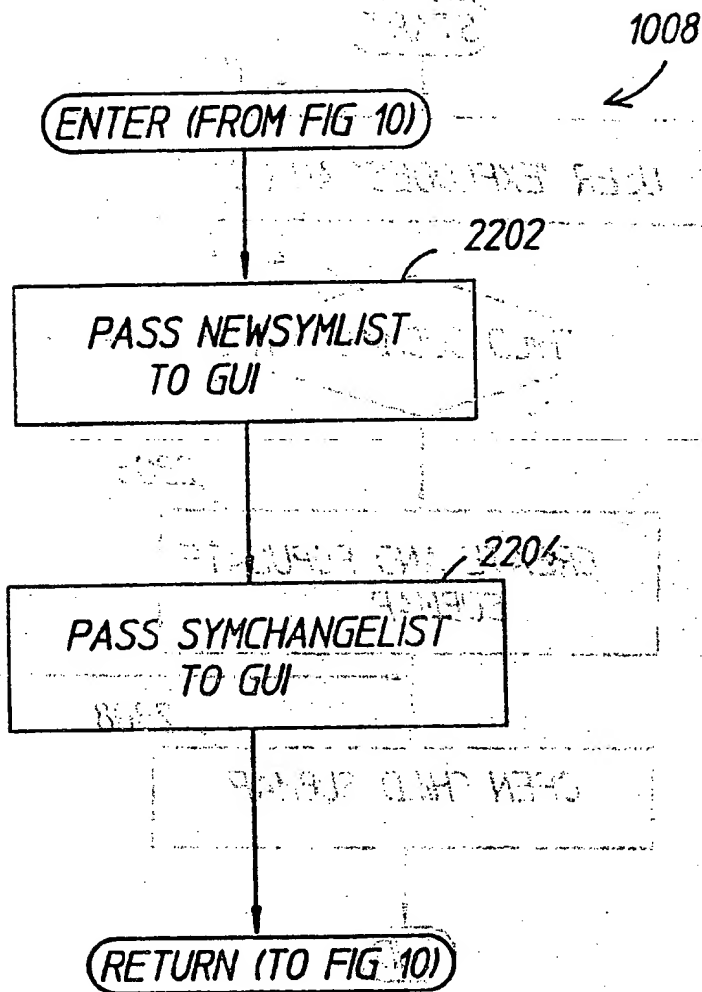 1008
ENTER (FROM FIG 10)
2202
PASS NEWSYMLIST
TO GUI
2204
PASS SYMCHANGELIST
TO GUI
RETURN (TO FIG 10)